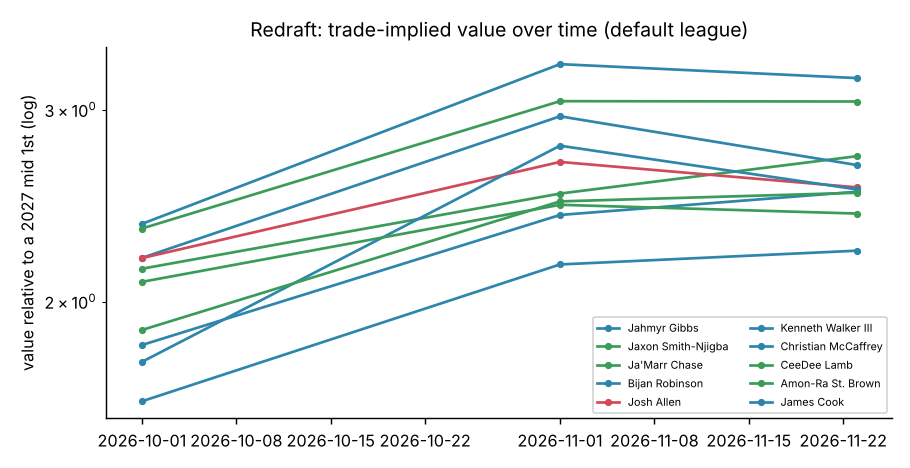 Redraft: trade-implied value over time (default league)
value relative to a 2027 mid 1st (log)
3 × 10⁰
2 × 10⁰
2026-10-01 2026-10-08 2026-10-15 2026-10-22 2026-11-01 2026-11-08 2026-11-15 2026-11-22
Jahmyr Gibbs
Jaxon Smith-Njigba
Ja'Marr Chase
Bijan Robinson
Josh Allen
Kenneth Walker III
Christian McCaffrey
CeeDee Lamb
Amon-Ra St. Brown
James Cook